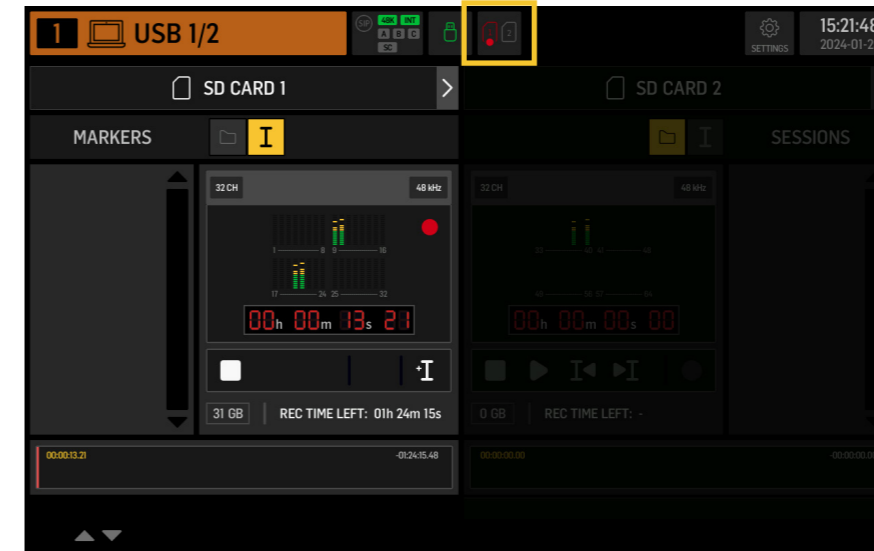 1 USB 1/2 SIP 48K INT A B C SC 1 2 SETTINGS 15:21:48
2024-01-2
SD CARD 1 SD CARD 2
MARKERS SESSIONS
32 CH 48 kHz 32 CH 48 kHz
1 8 9 16
17 24 25 32
00h 00m 13s 21 00h 00m 00s 00
31 GB REC TIME LEFT: 01h 24m 15s 0 GB REC TIME LEFT: -
00:00:13.21 -01:24:15.48 00:00:00.00